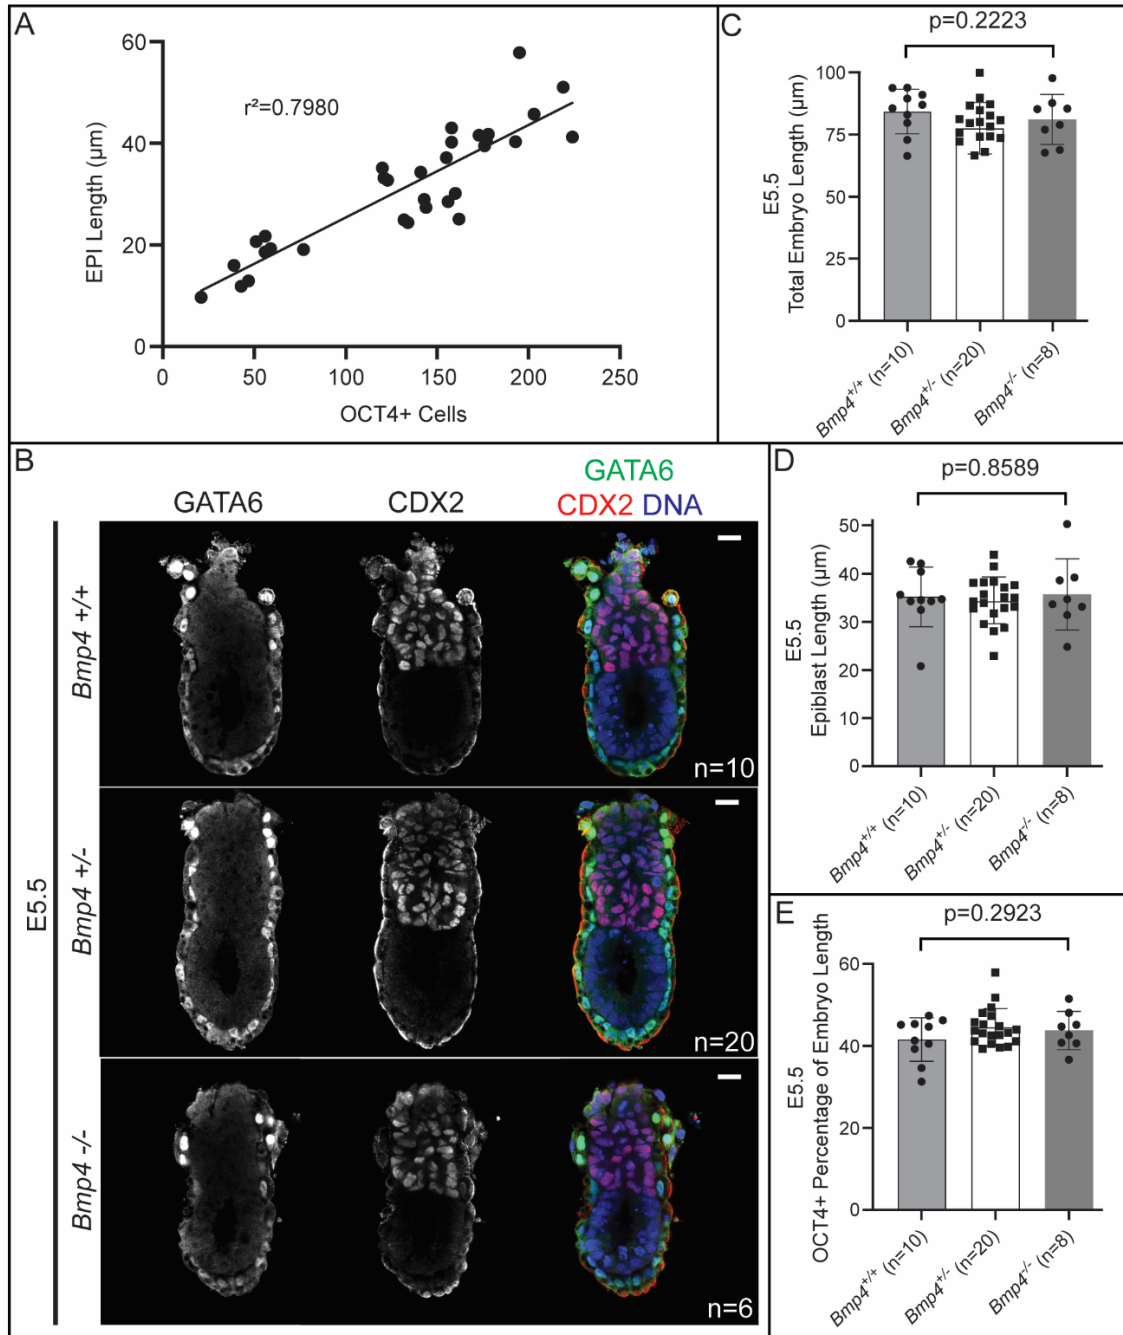 A
60
40
20
0
EPI Length (µm)
r²=0.7980
0 50 100 150 200 250
OCT4+ Cells
B
GATA6
CDX2
GATA6
CDX2 DNA
E5.5
Bmp4 +/+
n=10
Bmp4 +/-
n=20
Bmp4 -/-
n=6
C
p=0.2223
E5.5
Total Embryo Length (µm)
100
75
25
75
0
Bmp4+/+ (n=10)
Bmp4+/- (n=20)
Bmp4-/- (n=8)
D
p=0.8589
E5.5
Epiblast Length (µm)
50
40
30
20
10
0
Bmp4+/+ (n=10)
Bmp4+/- (n=20)
Bmp4-/- (n=8)
E
p=0.2923
E5.5
OCT4+ Percentage of Embryo Length
60
40
20
0
Bmp4+/+ (n=10)
Bmp4+/- (n=20)
Bmp4-/- (n=8)